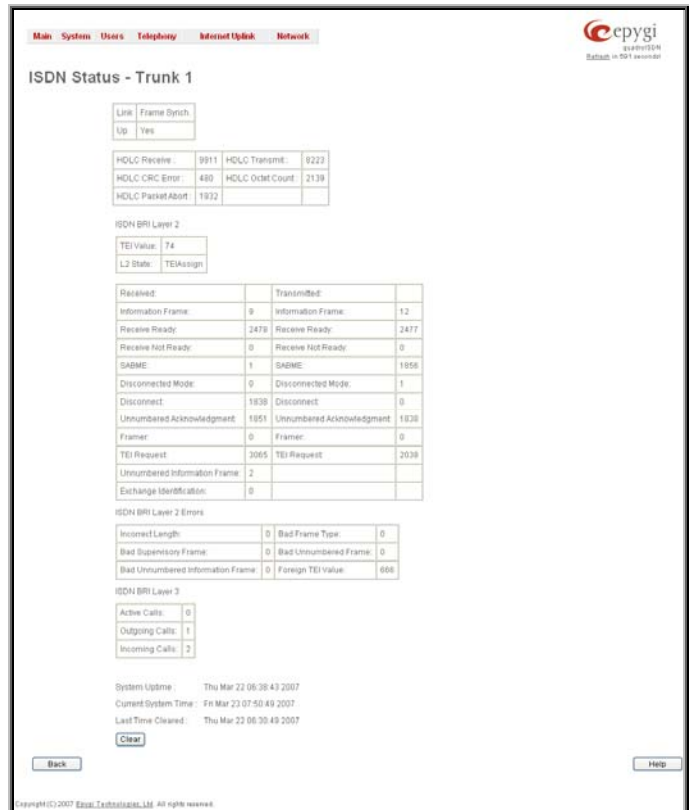 Main System Users Telephony Internet Uplink Network
epygi
quadroISDN
Refresh in 591 seconds!
ISDN Status - Trunk 1
Link Frame Synch.
Up Yes
HDLC Receive : 9911 HDLC Transmit : 8223
HDLC CRC Error : 480 HDLC Octet Count : 2139
HDLC Packet Abort : 1932
ISDN BRI Layer 2
TEI Value: 74
L2 State: TEIAssign
Received: Transmitted:
Information Frame: 9 Information Frame: 12
Receive Ready: 2478 Receive Ready: 2477
Receive Not Ready: 0 Receive Not Ready: 0
SABME: 1 SABME: 1856
Disconnected Mode: 0 Disconnected Mode: 1
Disconnect: 1838 Disconnect: 0
Unnumbered Acknowledgment: 1851 Unnumbered Acknowledgment: 1838
Framer: 0 Framer: 0
TEI Request: 3065 TEI Request: 2039
Unnumbered Information Frame: 2
Exchange Identification: 0
ISDN BRI Layer 2 Errors
Incorrect Length: 0 Bad Frame Type: 0
Bad Supervisory Frame: 0 Bad Unnumbered Frame: 0
Bad Unnumbered Information Frame: 0 Foreign TEI Value: 666
ISDN BRI Layer 3
Active Calls: 0
Outgoing Calls: 1
Incoming Calls: 2
System Uptime : Thu Mar 22 06:38:43 2007
Current System Time : Fri Mar 23 07:50:49 2007
Last Time Cleared : Thu Mar 22 06:30:49 2007
Clear
Back Help
Copyright (C) 2007 Epygi Technologies, Ltd. All rights reserved.